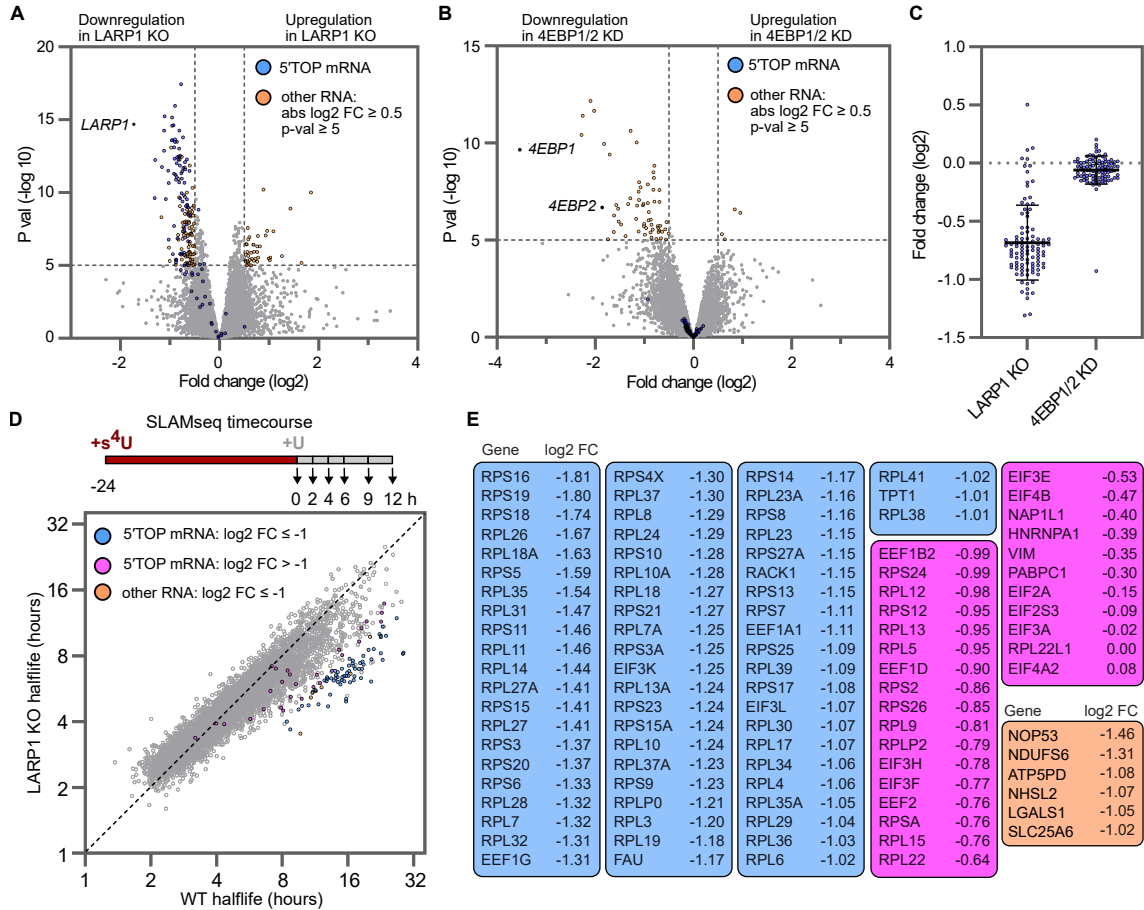 A
Downregulation
in LARP1 KO
Upregulation
in LARP1 KO
5'TOP mRNA
other RNA:
abs log2 FC ≥ 0.5
p-val ≥ 5
LARP1
P val (-log 10)
20
15
10
5
0
-2
0
2
4
Fold change (log2)
B
Downregulation
in 4EBP1/2 KD
Upregulation
in 4EBP1/2 KD
5'TOP mRNA
other RNA:
abs log2 FC ≥ 0.5
p-val ≥ 5
4EBP1
4EBP2
P val (-log 10)
15
10
5
0
-4
-2
0
2
4
Fold change (log2)
C
Fold change (log2)
1.0
0.5
0.0
-0.5
-1.0
-1.5
LARP1 KO
4EBP1/2 KD
D
SLAMseq timecourse
+s4U
+U
-24
0 2 4 6 9 12 h
5'TOP mRNA: log2 FC ≤ -1
5'TOP mRNA: log2 FC > -1
other RNA: log2 FC ≤ -1
LARP1 KO halflife (hours)
32
16
8
4
2
1
1
2
4
8
16
32
WT halflife (hours)
E
Gene log2 FC
RPS16 -1.81
RPS19 -1.80
RPS18 -1.74
RPL26 -1.67
RPL18A -1.63
RPS5 -1.59
RPL35 -1.54
RPL31 -1.47
RPS11 -1.46
RPL11 -1.46
RPL14 -1.44
RPL27A -1.41
RPS15 -1.41
RPL27 -1.41
RPS3 -1.37
RPS20 -1.37
RPS6 -1.33
RPL28 -1.32
RPL7 -1.32
RPL32 -1.31
EEF1G -1.31
RPS4X -1.30
RPL37 -1.30
RPL8 -1.29
RPL24 -1.29
RPS10 -1.28
RPL10A -1.28
RPL18 -1.27
RPS21 -1.27
RPL7A -1.25
RPS3A -1.25
EIF3K -1.25
RPL13A -1.24
RPS23 -1.24
RPS15A -1.24
RPL10 -1.24
RPL37A -1.23
RPS9 -1.23
RPLP0 -1.21
RPL3 -1.20
RPL19 -1.18
FAU -1.17
RPS14 -1.17
RPL23A -1.16
RPS8 -1.16
RPL23 -1.15
RPS27A -1.15
RACK1 -1.15
RPS13 -1.15
RPS7 -1.11
EEF1A1 -1.11
RPS25 -1.09
RPL39 -1.09
RPS17 -1.08
EIF3L -1.07
RPL30 -1.07
RPL17 -1.07
RPL34 -1.06
RPL4 -1.06
RPL35A -1.05
RPL29 -1.04
RPL36 -1.03
RPL6 -1.02
RPL41 -1.02
TPT1 -1.01
RPL38 -1.01
EEF1B2 -0.99
RPS24 -0.99
RPL12 -0.98
RPS12 -0.95
RPL13 -0.95
RPL5 -0.95
EEF1D -0.90
RPS2 -0.86
RPS26 -0.85
RPL9 -0.81
RPLP2 -0.79
EIF3H -0.78
EIF3F -0.77
EEF2 -0.76
RPSA -0.76
RPL15 -0.76
RPL22 -0.64
EIF3E -0.53
EIF4B -0.47
NAP1L1 -0.40
HNRNPA1 -0.39
VIM -0.35
PABPC1 -0.30
EIF2A -0.15
EIF2S3 -0.09
EIF3A -0.02
RPL22L1 0.00
EIF4A2 0.08
Gene log2 FC
NOP53 -1.46
NDUFS6 -1.31
ATP5PD -1.08
NHSL2 -1.07
LGALS1 -1.05
SLC25A6 -1.02